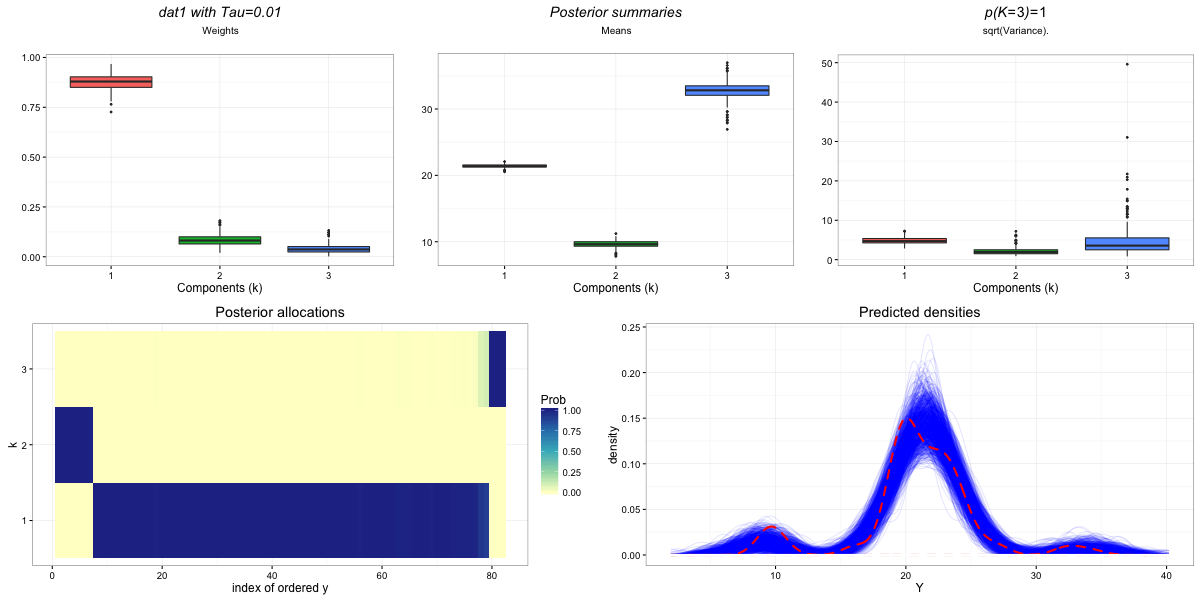 dat1 with Tau=0.01
Weights
1.00
0.75
0.50
0.25
0.00
1 2 3
Components (k)
Posterior summaries
Means
30
20
10
1 2 3
Components (k)
p(K=3)=1
sqrt(Variance).
50
40
30
20
10
0
1 2 3
Components (k)
Posterior allocations
k
3
2
1
0 20 40 60 80
index of ordered y
Prob
1.00
0.75
0.50
0.25
0.00
Predicted densities
density
0.25
0.20
0.15
0.10
0.05
0.00
10 20 30 40
Y